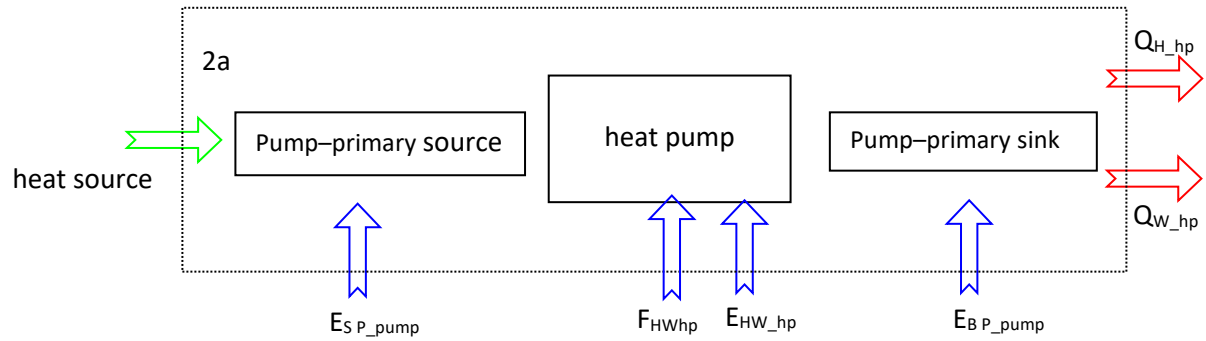 Q_H_hp
2a
heat pump
Pump–primary source
Pump–primary sink
heat source
Q_W_hp
E_S P_pump
F_HWhp
E_HW_hp
E_B P_pump